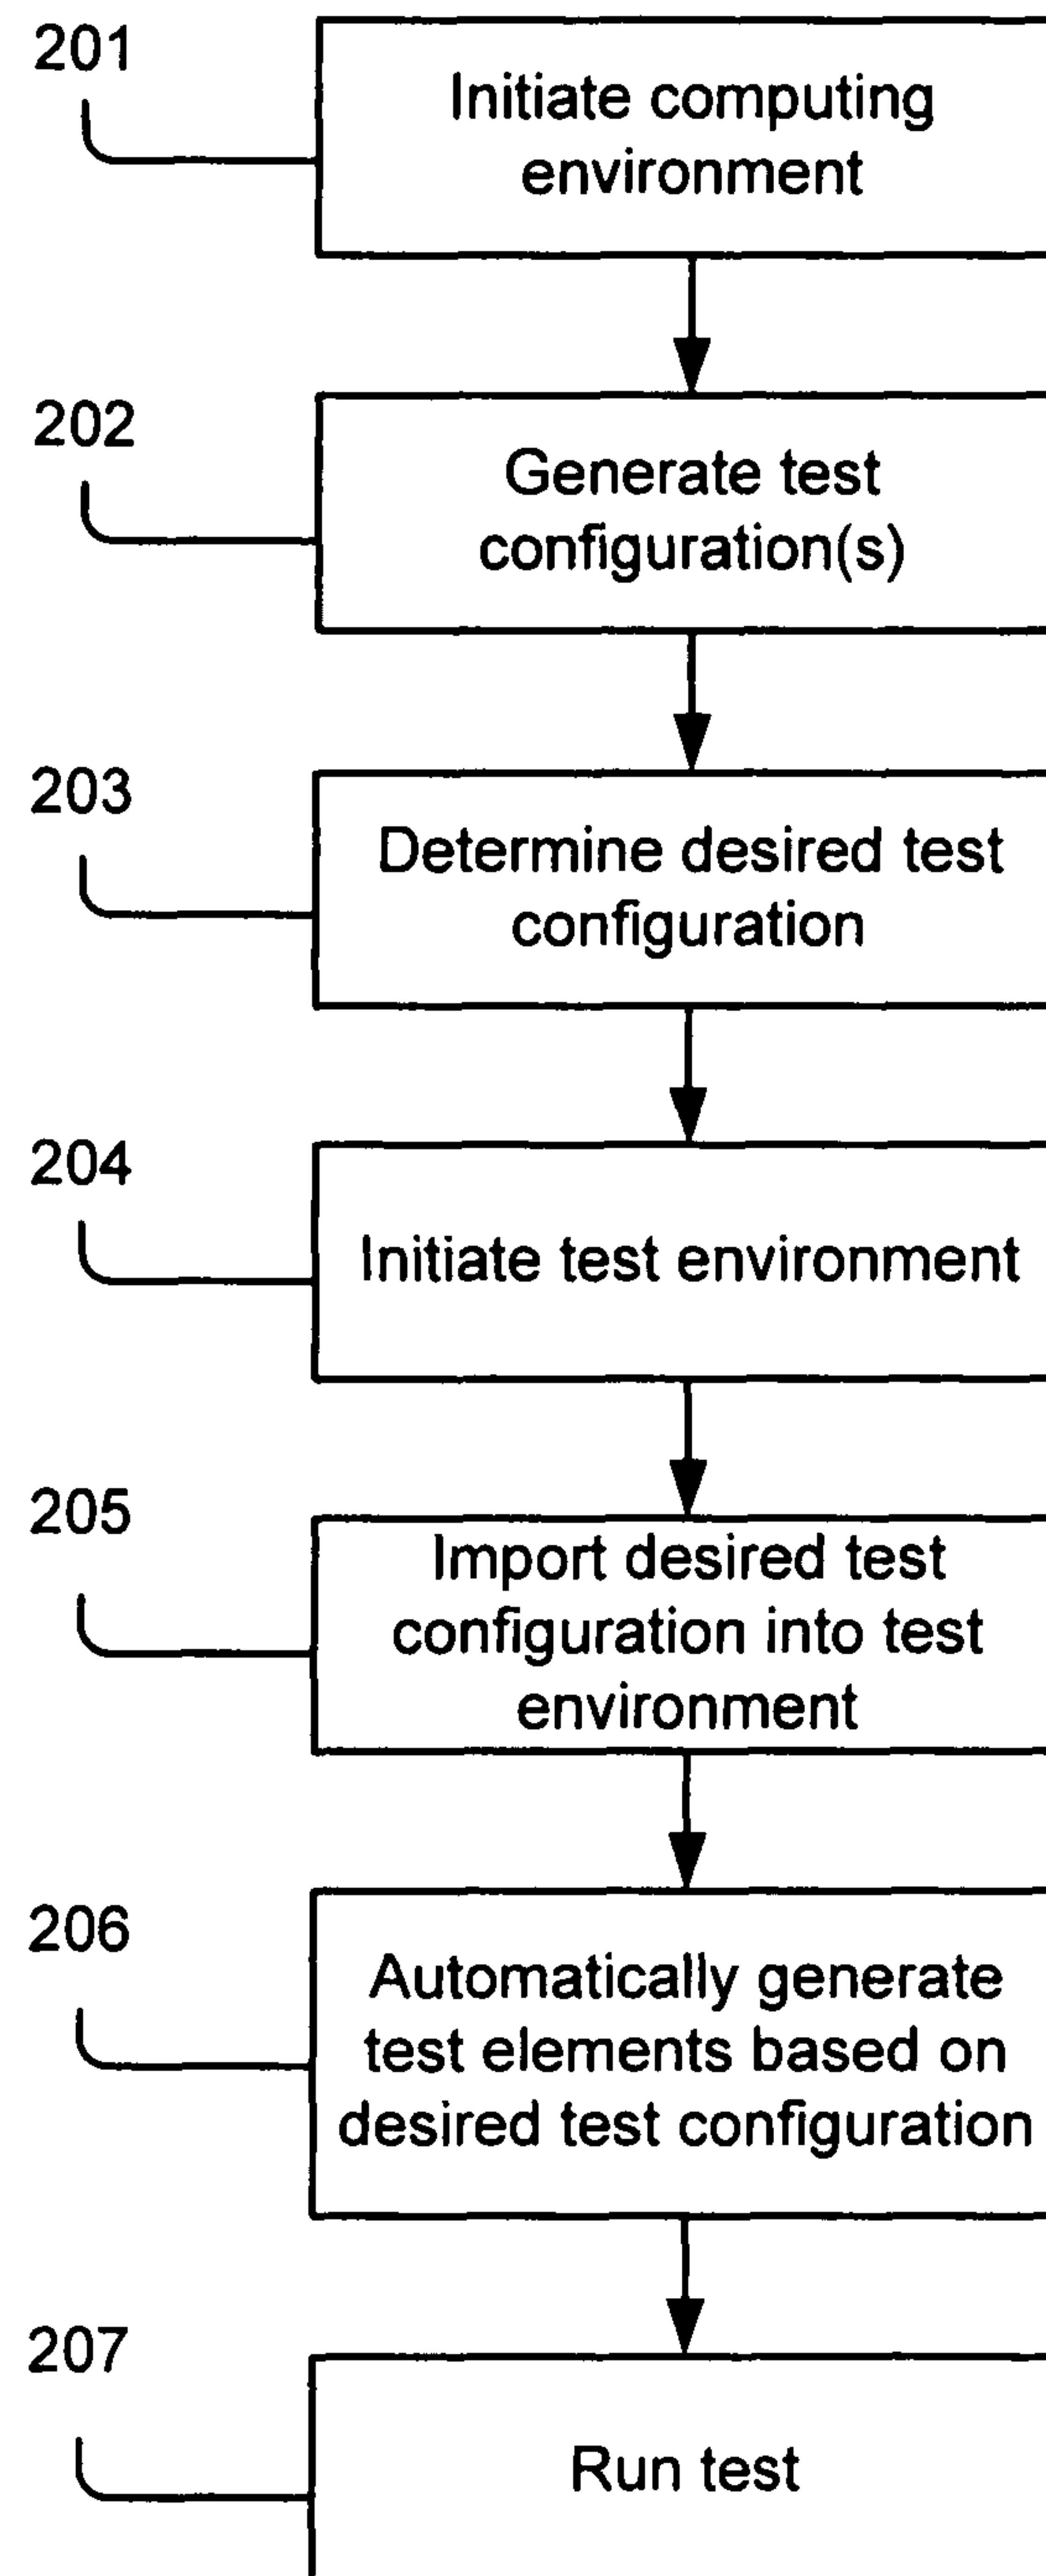 201
Initiate computing
environment
202
Generate test
configuration(s)
203
Determine desired test
configuration
204
Initiate test environment
205
Import desired test
configuration into test
environment
206
Automatically generate
test elements based on
desired test configuration
207
Run test